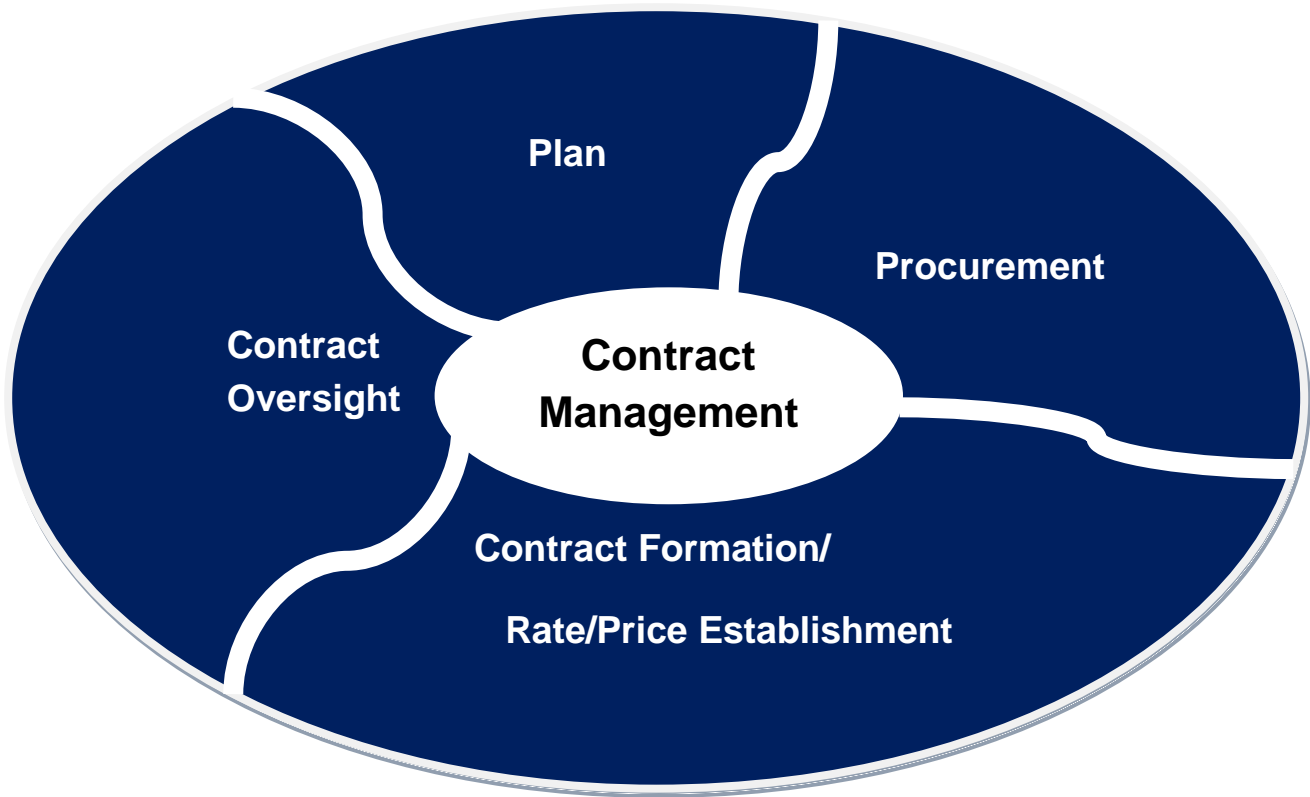 Plan
Procurement
Contract
Oversight
Contract
Management
Contract Formation/
Rate/Price Establishment